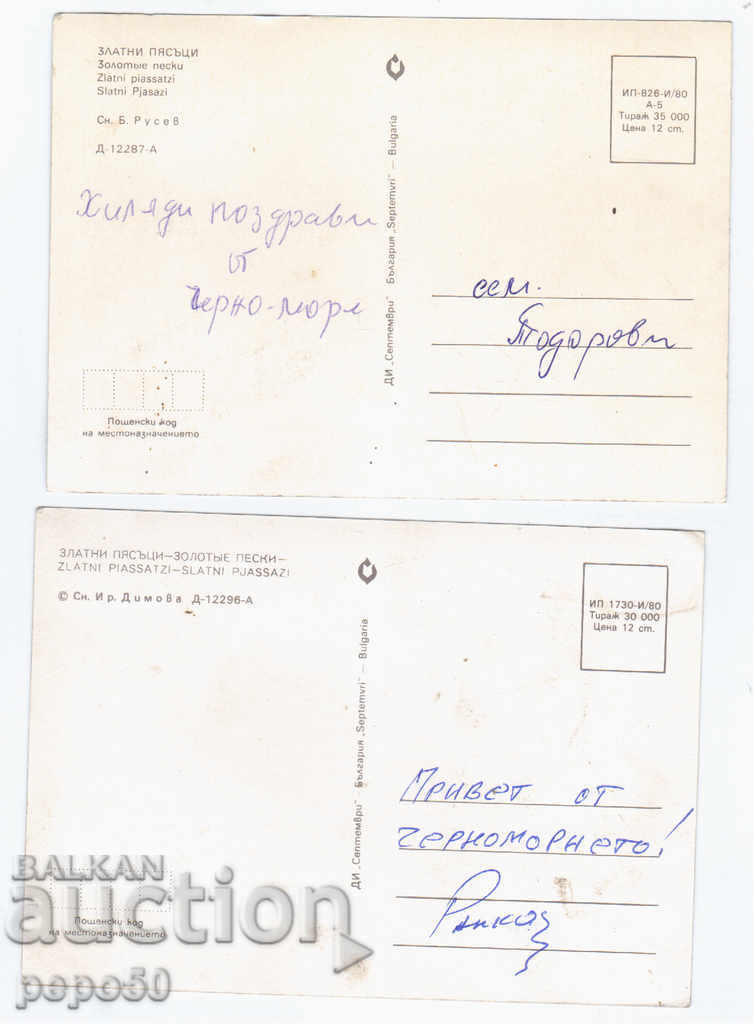 ЗЛАТНИ ПЯСЪЦИ
Золотые пески
Zlatni piassatzi
Slatni Pjasazi
Сн. Б. Русев
Д-12287-А
ИП-826-И/80
А-5
Тираж 35 000
Цена 12 ст.
Хиляди поздрави
от
Черно-море
ДИ „Септември" България „Septemvri" — Bulgaria
сем.
Тодорови
Пощенски код
на местоназначението
ЗЛАТНИ ПЯСЪЦИ—ЗОЛОТЫЕ ПЕСКИ—
ZLATNI PIASSATZI—SLATNI PJASSAZI
© Сн. Ир. Димова Д-12296-А
ИП 1730-И/80
Тираж 30 000
Цена 12 ст.
ДИ „Септември" България „Septemvri" — Bulgaria
Привет от
черноморнето!
Пощенски код
на местоназначението
BALKAN
auction
pepo50